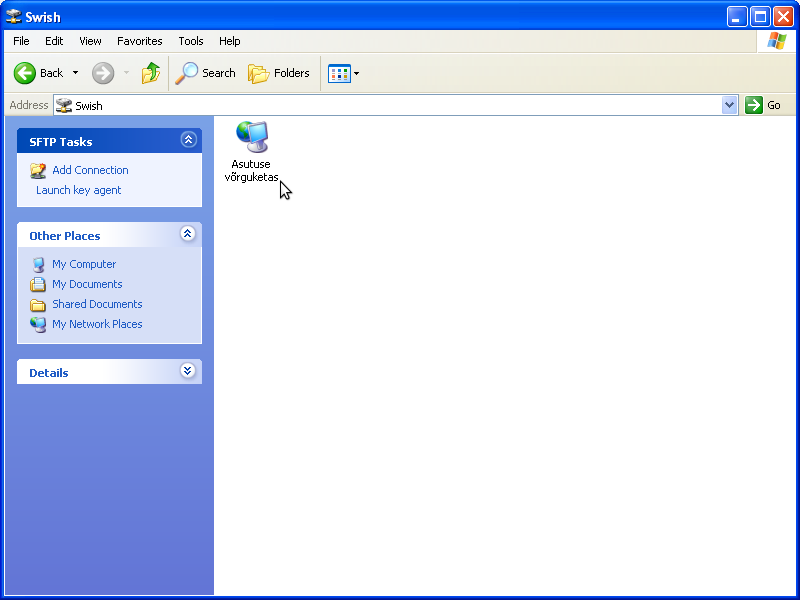 Swish
File Edit View Favorites Tools Help
Back Search Folders
Address Swish Go
SFTP Tasks
Add Connection
Launch key agent
Other Places
My Computer
My Documents
Shared Documents
My Network Places
Details
Asutuse
võrguketas